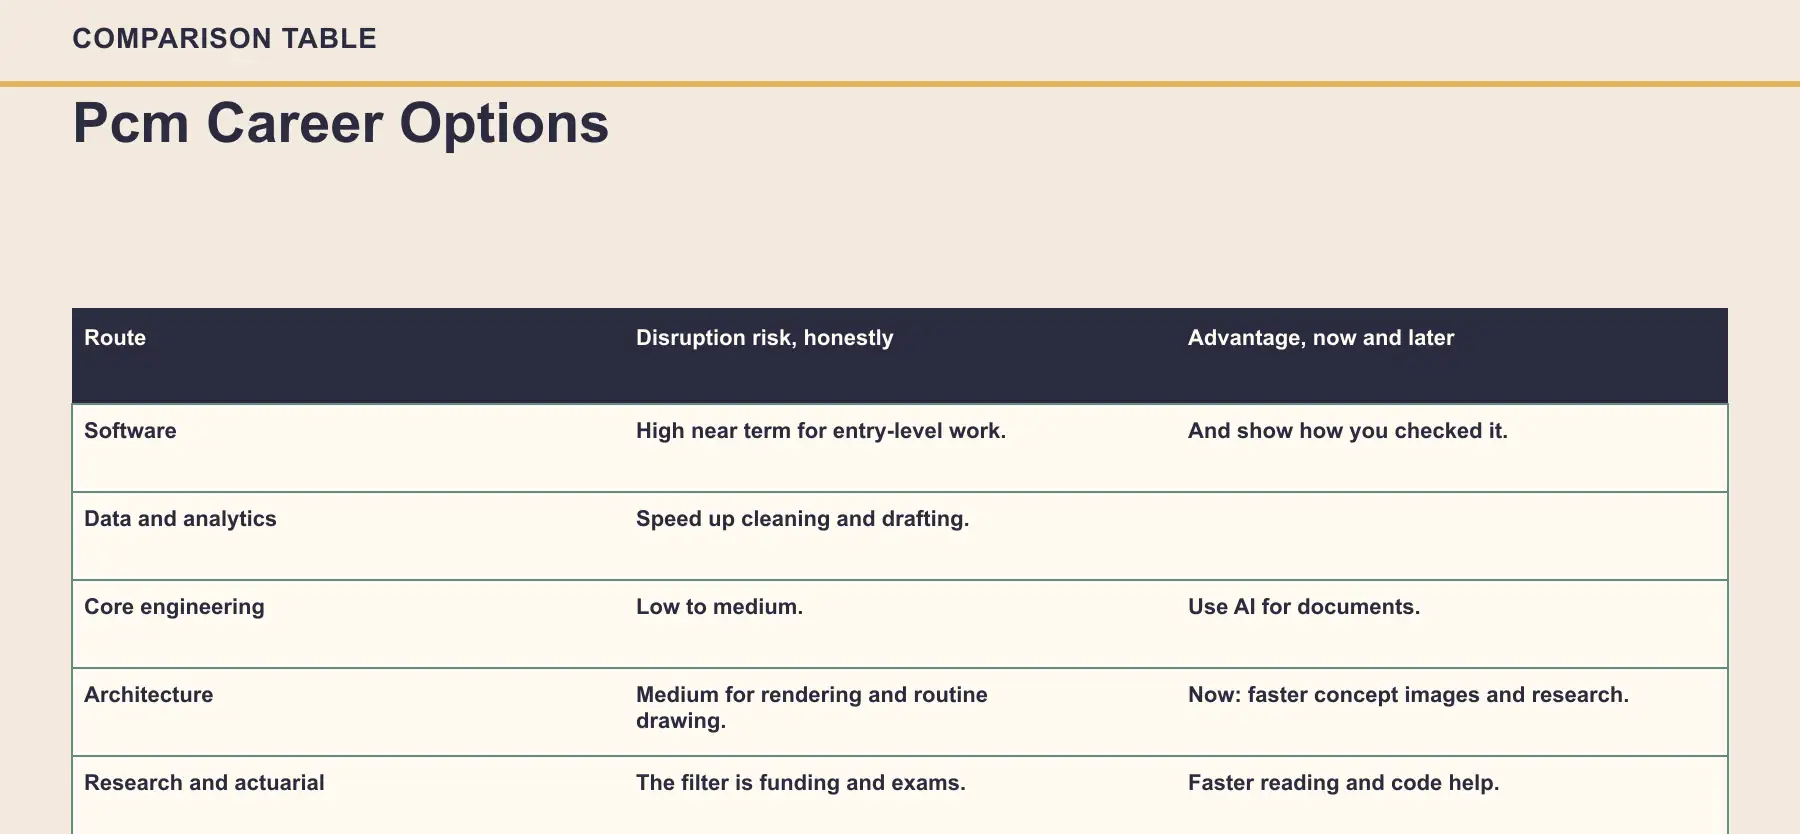 COMPARISON TABLE
Pcm Career Options
Route
Disruption risk, honestly
Advantage, now and later
Software
High near term for entry-level work.
And show how you checked it.
Data and analytics
Speed up cleaning and drafting.
Core engineering
Low to medium.
Use AI for documents.
Architecture
Medium for rendering and routine
drawing.
Now: faster concept images and research.
Research and actuarial
The filter is funding and exams.
Faster reading and code help.